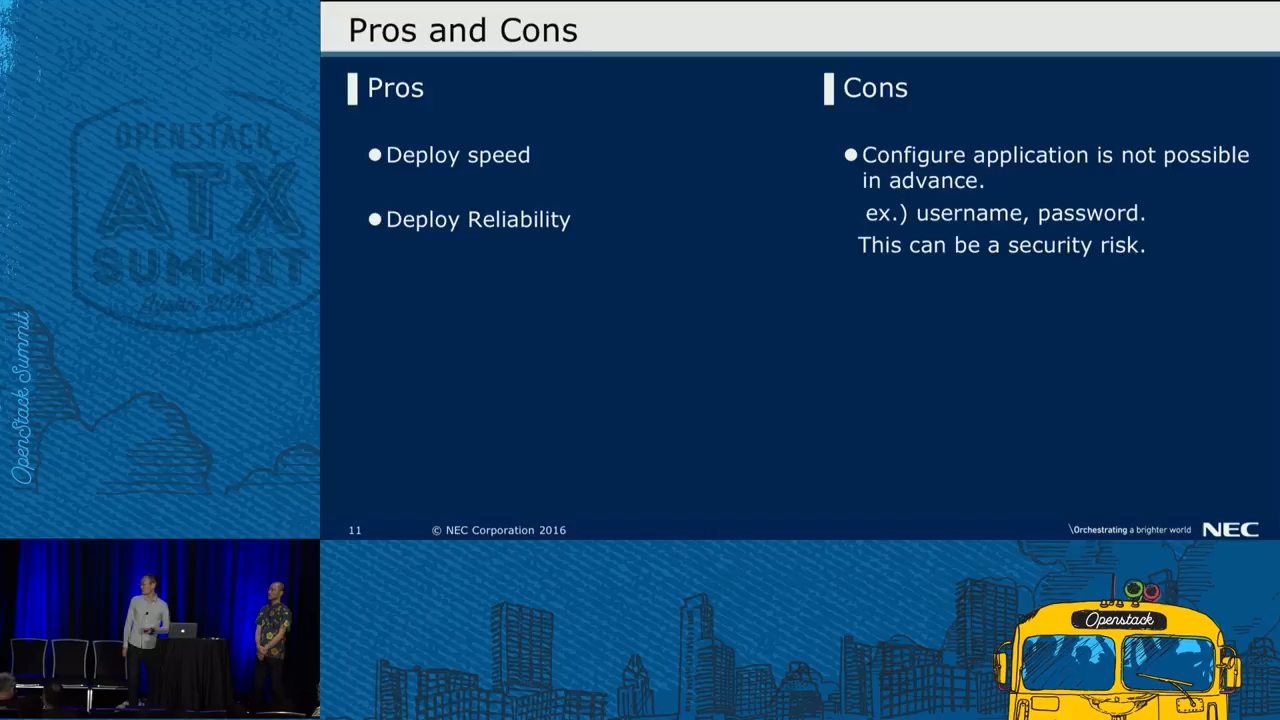 Pros and Cons
Pros
Deploy speed
Deploy Reliability
Cons
Configure application is not possible
in advance.
ex.) username, password.
This can be a security risk.
11
© NEC Corporation 2016
\Orchestrating a brighter world
NEC
OPENSTACK
ATX
SUMMIT
Austin 2016
OpenStack Summit
Openstack